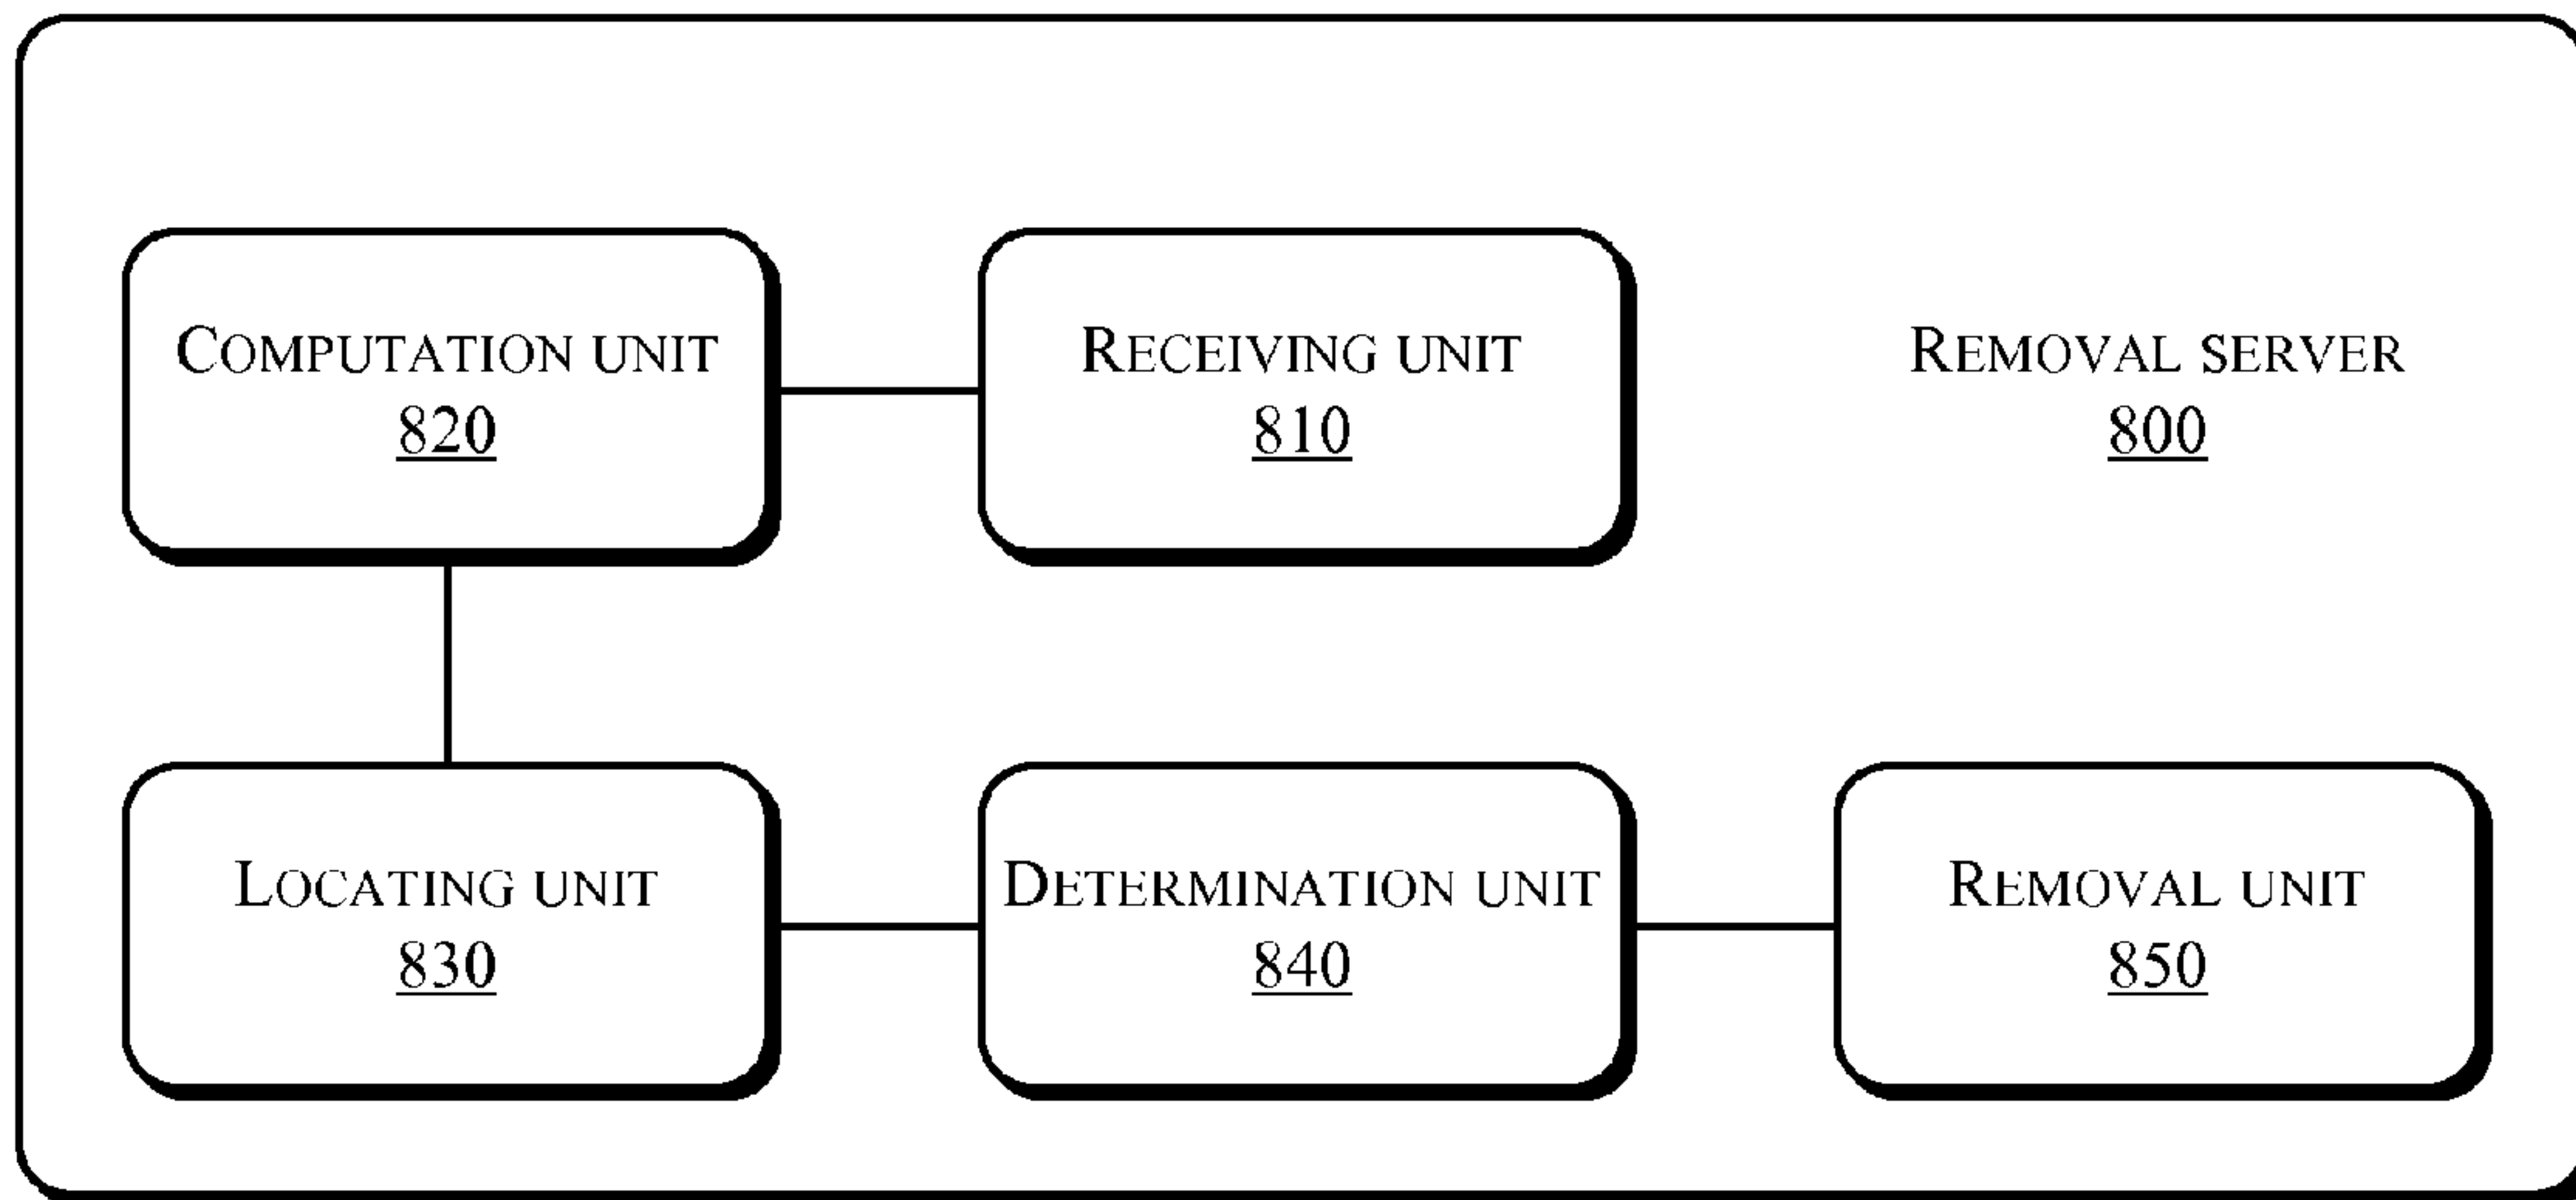 COMPUTATION UNIT
820
RECEIVING UNIT
810
REMOVAL SERVER
800
LOCATING UNIT
830
DETERMINATION UNIT
840
REMOVAL UNIT
850